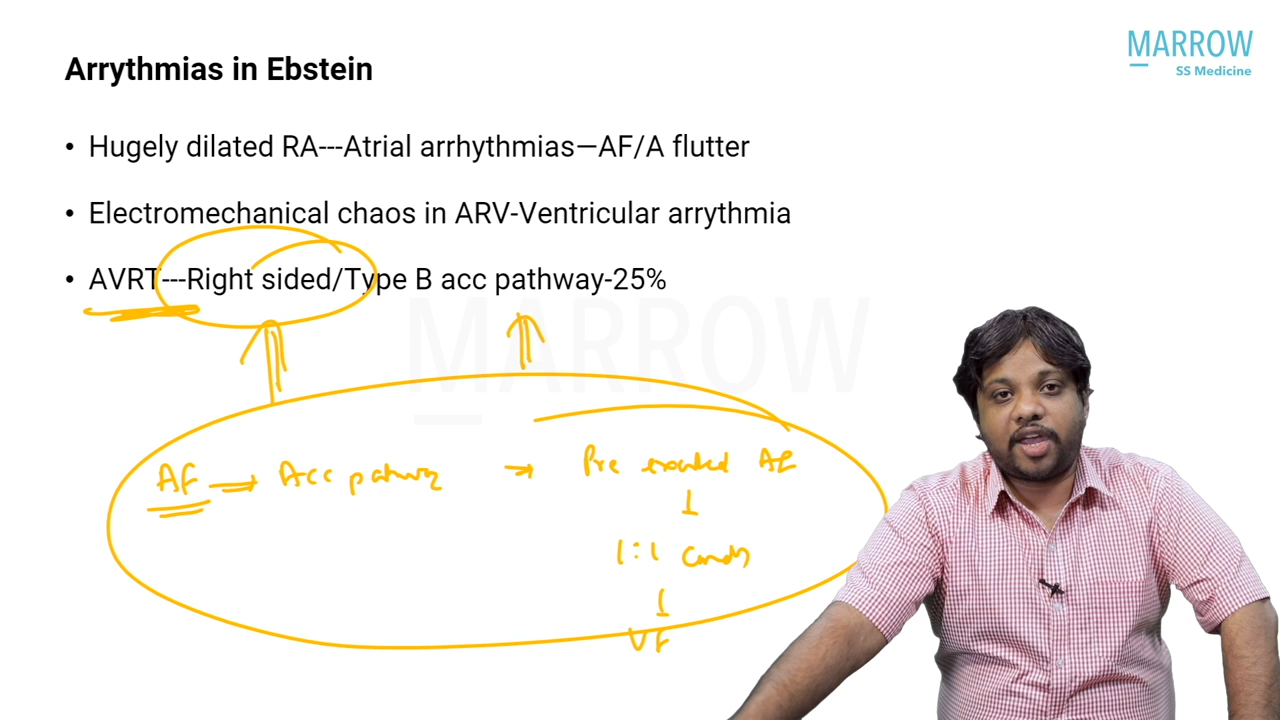 MARROW
SS Medicine
Arrythmias in Ebstein
• Hugely dilated RA---Atrial arrhythmias—AF/A flutter
• Electromechanical chaos in ARV-Ventricular arrythmia
• AVRT---Right sided/Type B acc pathway-25%
MARROW
AF → Acc pathway → Pre excited AF
1:1
VF